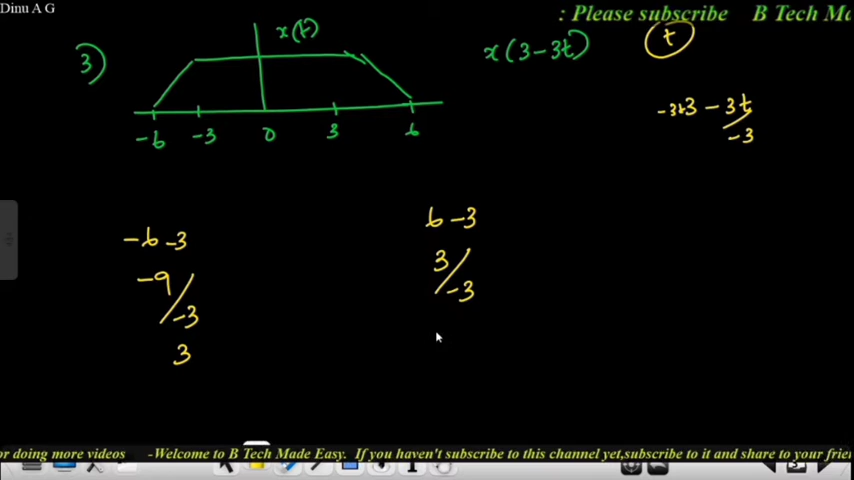 Dinu A G
: Please subscribe B Tech Ma
3) x(t) x(3-3t) t
-3+3 - 3t
-3
-6 -3 0 3 6
-6 -3 6 -3
-9/-3 3/-3
3
or doing more videos -Welcome to B Tech Made Easy. If you haven't subscribe to this channel yet,subscribe to it and share to your frien